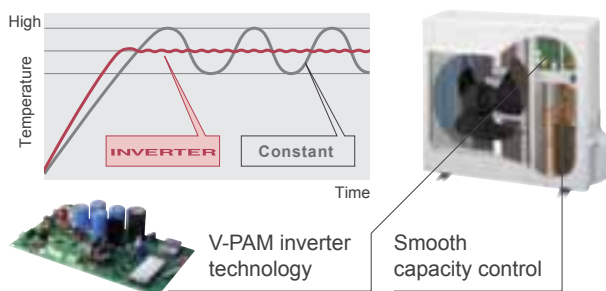 High
Temperature
INVERTER
Constant
Time
V-PAM inverter
technology
Smooth
capacity control